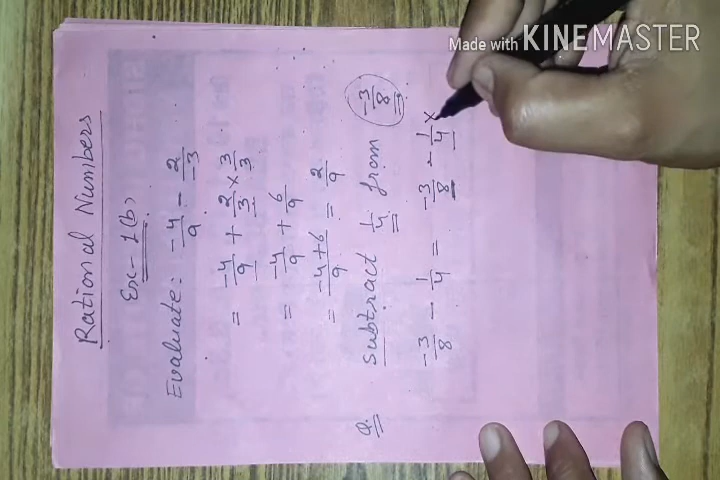 Rational Numbers
Exc - 1(b)
Evaluate: -4/9 - 2/-3
= -4/9 + 2/3 × 3/3
= -4/9 + 6/9
= -4+6/9 = 2/9
Q. Subtract 1/4 from -3/8
-3/8 - 1/4 = -3/8 - 1/4 ×
Made with KINEMASTER